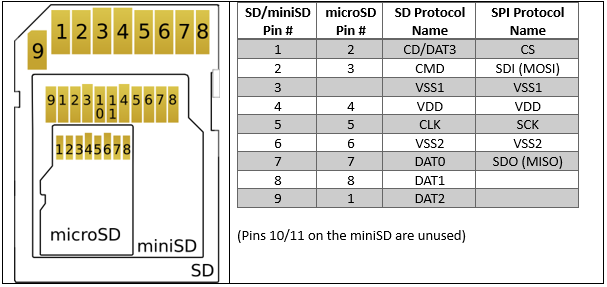 1 2 3 4 5 6 7 8
9
9 1 2 3 10 11 4 5 6 7 8
1 2 3 4 5 6 7 8
microSD
miniSD
SD
SD/miniSD Pin # microSD Pin # SD Protocol Name SPI Protocol Name
1 2 CD/DAT3 CS
2 3 CMD SDI (MOSI)
3 VSS1 VSS1
4 4 VDD VDD
5 5 CLK SCK
6 6 VSS2 VSS2
7 7 DAT0 SDO (MISO)
8 8 DAT1
9 1 DAT2
(Pins 10/11 on the miniSD are unused)